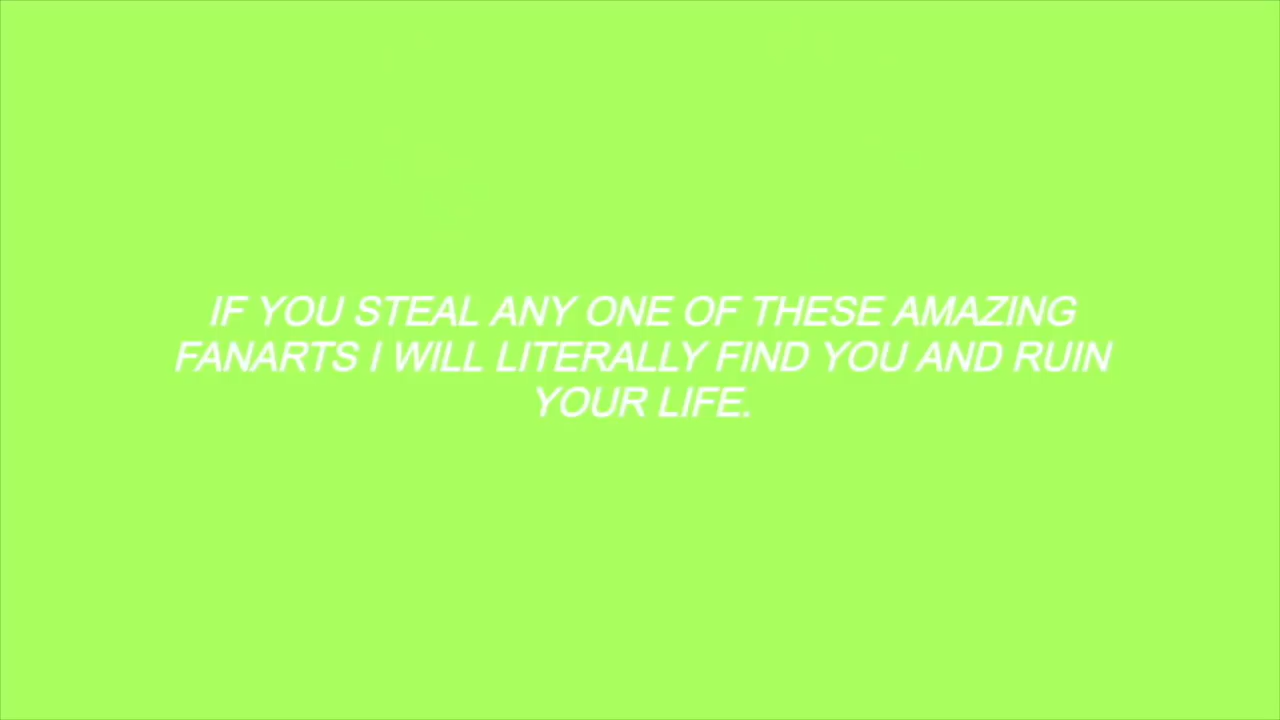 IF YOU STEAL ANY ONE OF THESE AMAZING
FANARTS I WILL LITERALLY FIND YOU AND RUIN
YOUR LIFE.